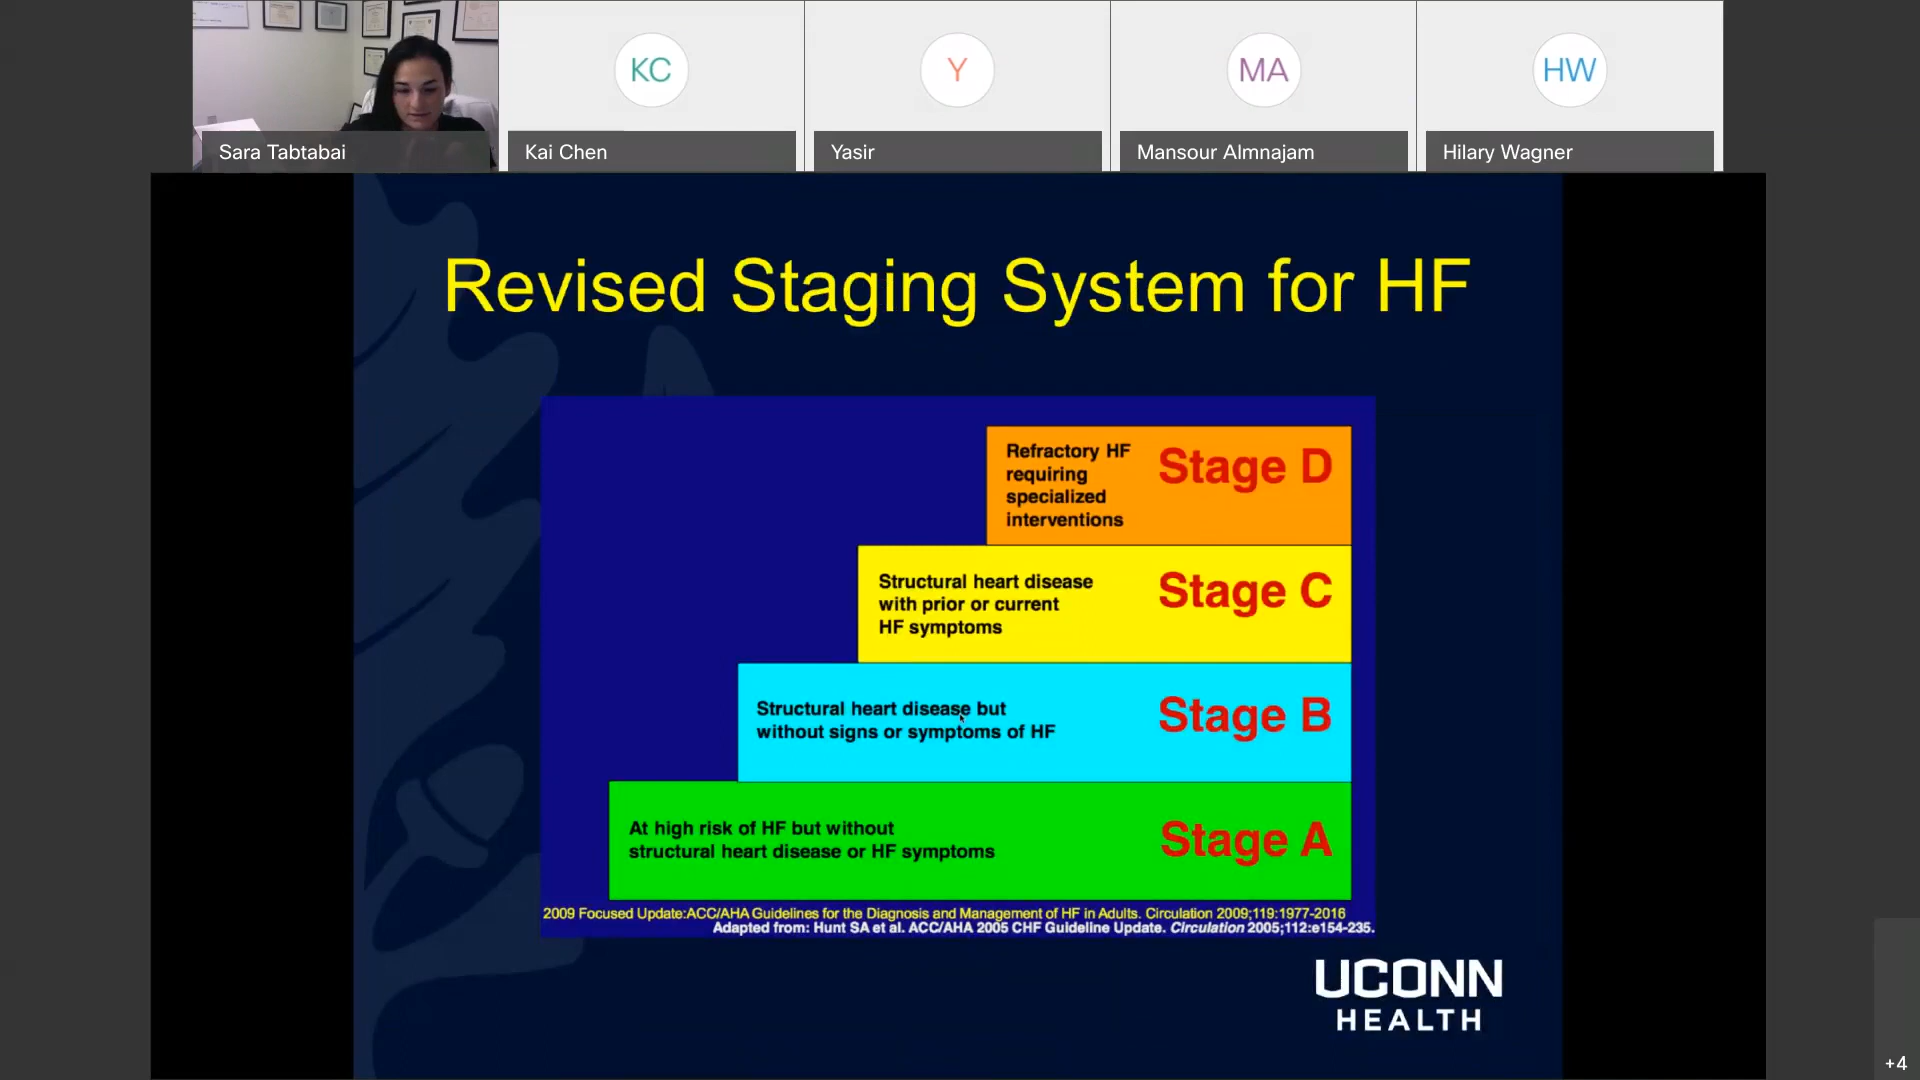 KC
Y
MA
HW
Sara Tabtabai
Kai Chen
Yasir
Mansour Almnajam
Hilary Wagner
Revised Staging System for HF
Refractory HF
requiring
specialized
interventions
Stage D
Structural heart disease
with prior or current
HF symptoms
Stage C
Structural heart disease but
without signs or symptoms of HF
Stage B
At high risk of HF but without
structural heart disease or HF symptoms
Stage A
2009 Focused Update:ACC/AHA Guidelines for the Diagnosis and Management of HF in Adults. Circulation 2009;119:1977-2016
Adapted from: Hunt SA et al. ACC/AHA 2005 CHF Guideline Update. Circulation 2005;112:e154-235.
UCONN
HEALTH
+4